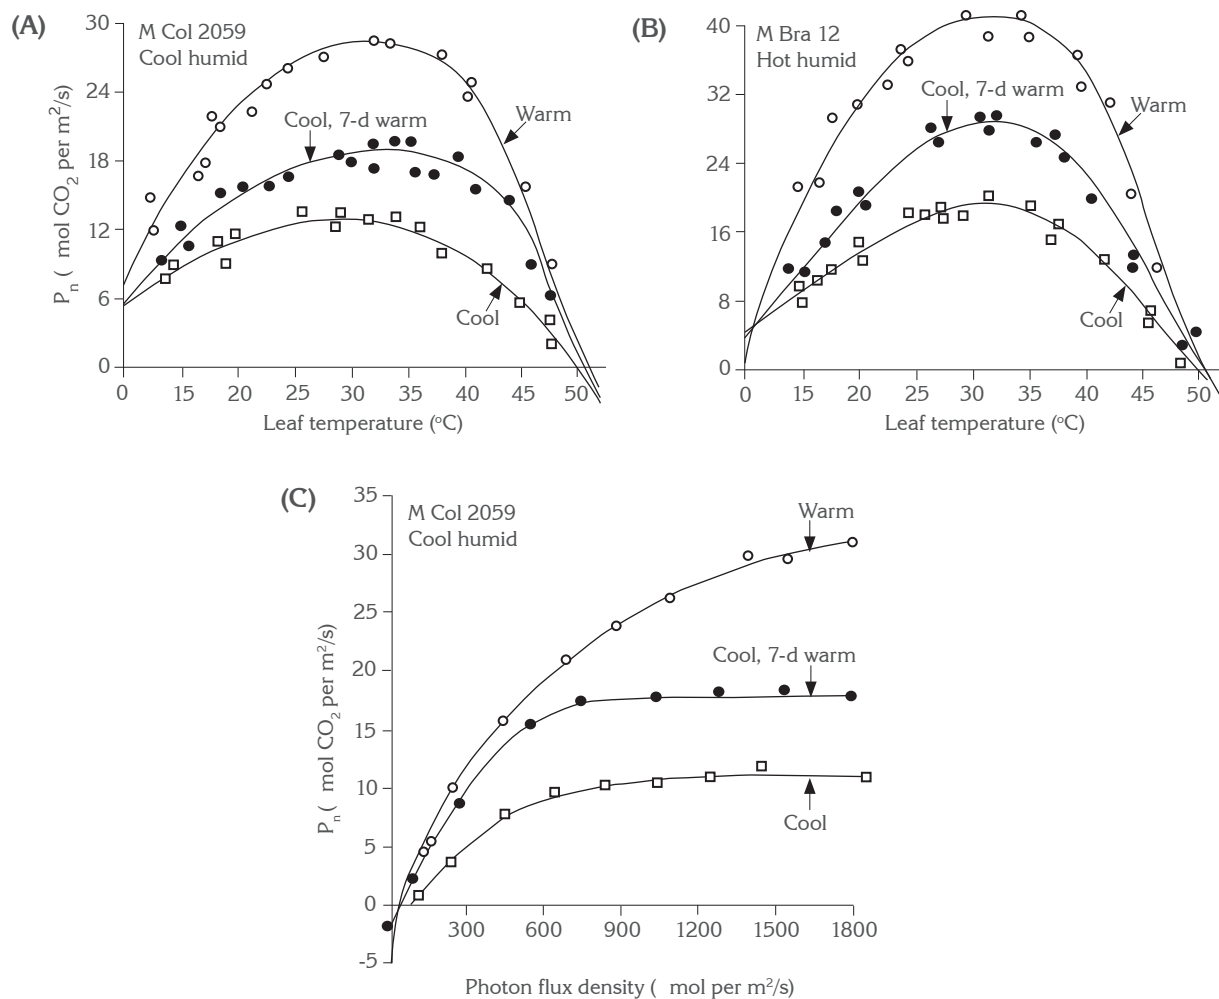 (A)
M Col 2059
Cool humid
30
24
18
12
6
0
Pn ( mol CO2 per m2/s)
Warm
Cool, 7-d warm
Cool
0 15 20 25 30 35 40 45 50
Leaf temperature (oC)
(B)
M Bra 12
Hot humid
40
32
24
16
8
0
Cool, 7-d warm
Warm
Cool
0 15 20 25 30 35 40 45 50
Leaf temperature (oC)
(C)
M Col 2059
Cool humid
35
30
25
20
15
10
5
0
-5
Pn ( mol CO2 per m2/s)
Warm
Cool, 7-d warm
Cool
300 600 900 1200 1500 1800
Photon flux density ( mol per m2/s)